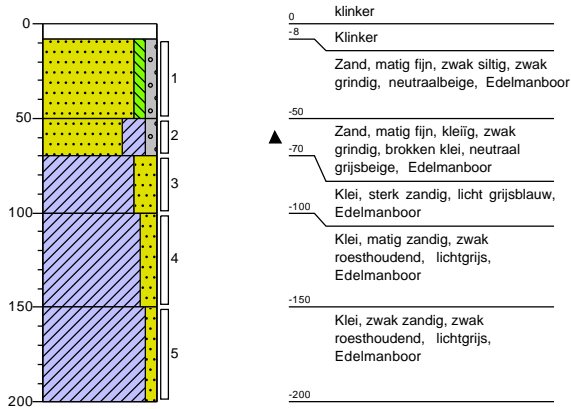 0
50
100
150
200
1
2
3
4
5
0
klinker
-8
Klinker
Zand, matig fijn, zwak siltig, zwak
grindig, neutraalbeige, Edelmanboor
-50
Zand, matig fijn, kleiïg, zwak
grindig, brokken klei, neutraal
grijsbeige, Edelmanboor
-70
Klei, sterk zandig, licht grijsblauw,
Edelmanboor
-100
Klei, matig zandig, zwak
roesthoudend, lichtgrijs,
Edelmanboor
-150
Klei, zwak zandig, zwak
roesthoudend, lichtgrijs,
Edelmanboor
-200